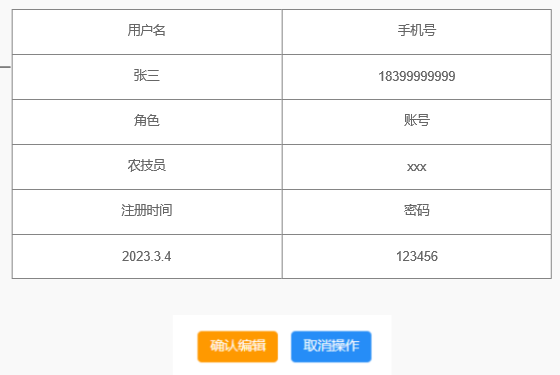 用户名 手机号
张三 18399999999
角色 账号
农技员 xxx
注册时间 密码
2023.3.4 123456
确认编辑 取消操作